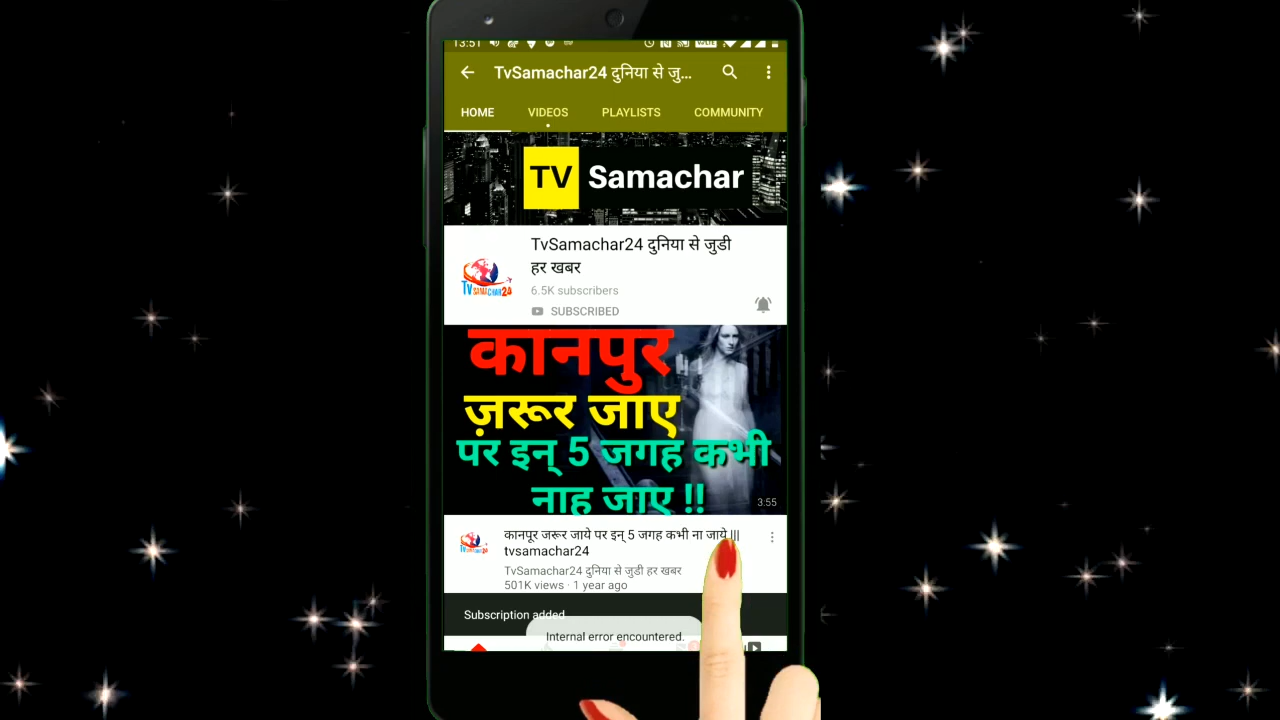 13:51
TvSamachar24 दुनिया से जु...
HOME VIDEOS PLAYLISTS COMMUNITY
TV Samachar
TvSamachar24 दुनिया से जुडी
हर खबर
6.5K subscribers
SUBSCRIBED
TV SAMACHAR24
कानपुर
ज़रूर जाए
पर इन् 5 जगह कभी
नाह जाए !!
3:55
कानपूर जरूर जाये पर इन् 5 जगह कभी ना जाये |||
tvsamachar24
TvSamachar24 दुनिया से जुडी हर खबर
501K views · 1 year ago
Subscription added
Internal error encountered.